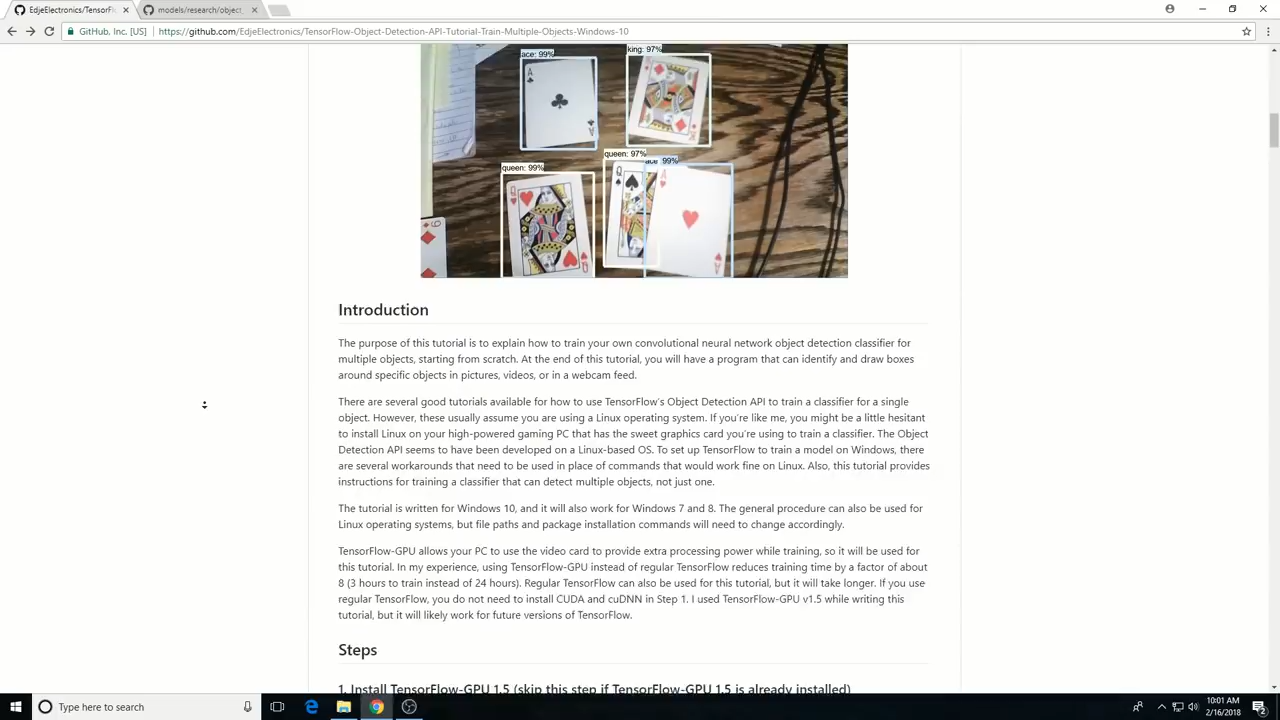 EdjeElectronics/TensorFl
models/research/object_
GitHub, Inc. [US]
https://github.com/EdjeElectronics/TensorFlow-Object-Detection-API-Tutorial-Train-Multiple-Objects-Windows-10
ace: 99%
king: 97%
A
A
queen: 99%
queen: 97%
ace: 99%
Q
Q
A
Q
A
6
Introduction
The purpose of this tutorial is to explain how to train your own convolutional neural network object detection classifier for
multiple objects, starting from scratch. At the end of this tutorial, you will have a program that can identify and draw boxes
around specific objects in pictures, videos, or in a webcam feed.
There are several good tutorials available for how to use TensorFlow's Object Detection API to train a classifier for a single
object. However, these usually assume you are using a Linux operating system. If you're like me, you might be a little hesitant
to install Linux on your high-powered gaming PC that has the sweet graphics card you're using to train a classifier. The Object
Detection API seems to have been developed on a Linux-based OS. To set up TensorFlow to train a model on Windows, there
are several workarounds that need to be used in place of commands that would work fine on Linux. Also, this tutorial provides
instructions for training a classifier that can detect multiple objects, not just one.
The tutorial is written for Windows 10, and it will also work for Windows 7 and 8. The general procedure can also be used for
Linux operating systems, but file paths and package installation commands will need to change accordingly.
TensorFlow-GPU allows your PC to use the video card to provide extra processing power while training, so it will be used for
this tutorial. In my experience, using TensorFlow-GPU instead of regular TensorFlow reduces training time by a factor of about
8 (3 hours to train instead of 24 hours). Regular TensorFlow can also be used for this tutorial, but it will take longer. If you use
regular TensorFlow, you do not need to install CUDA and cuDNN in Step 1. I used TensorFlow-GPU v1.5 while writing this
tutorial, but it will likely work for future versions of TensorFlow.
Steps
1. Install TensorFlow-GPU 1.5 (skip this step if TensorFlow-GPU 1.5 is already installed)
Type here to search
10:01 AM
2/16/2018
2